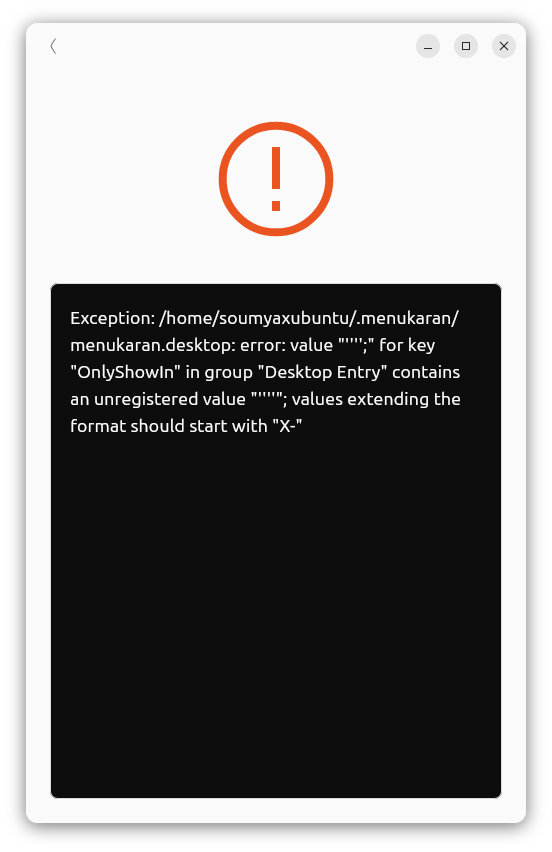 Exception: /home/soumyaxubuntu/.menukaran/
menukaran.desktop: error: value "'''';" for key
"OnlyShowIn" in group "Desktop Entry" contains
an unregistered value "''''"; values extending the
format should start with "X-"